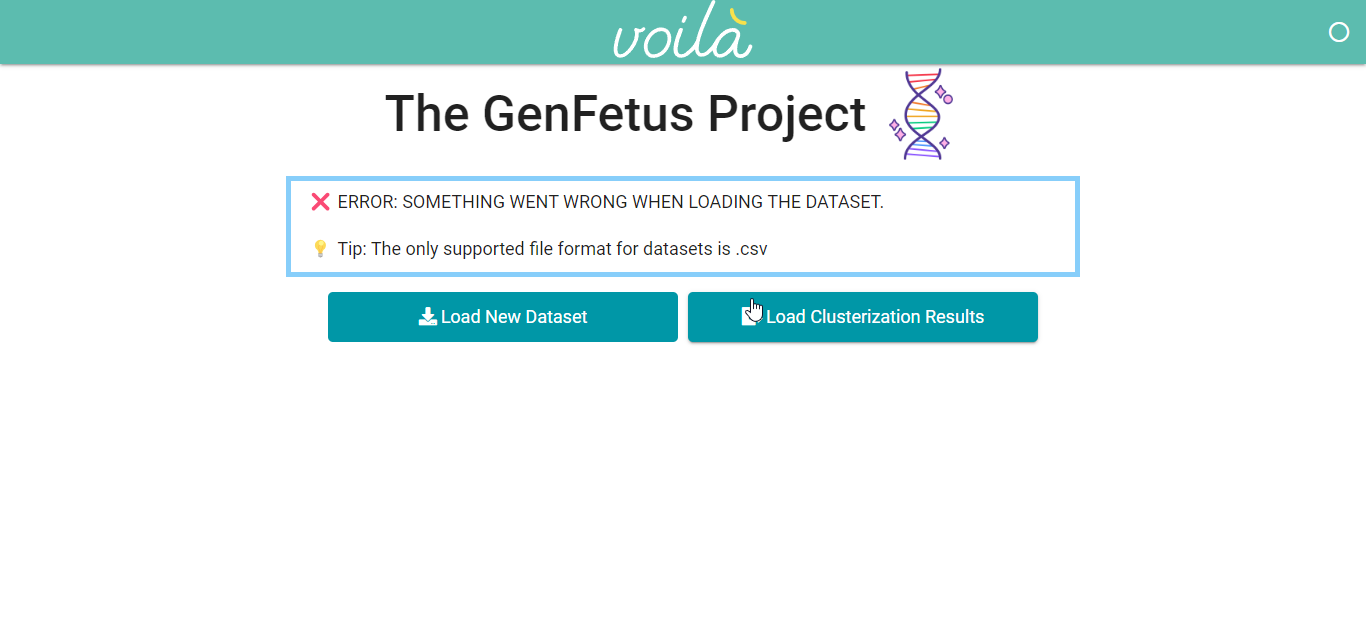 voilà
The GenFetus Project
❌ ERROR: SOMETHING WENT WRONG WHEN LOADING THE DATASET.
💡 Tip: The only supported file format for datasets is .csv
Load New Dataset
Load Clusterization Results